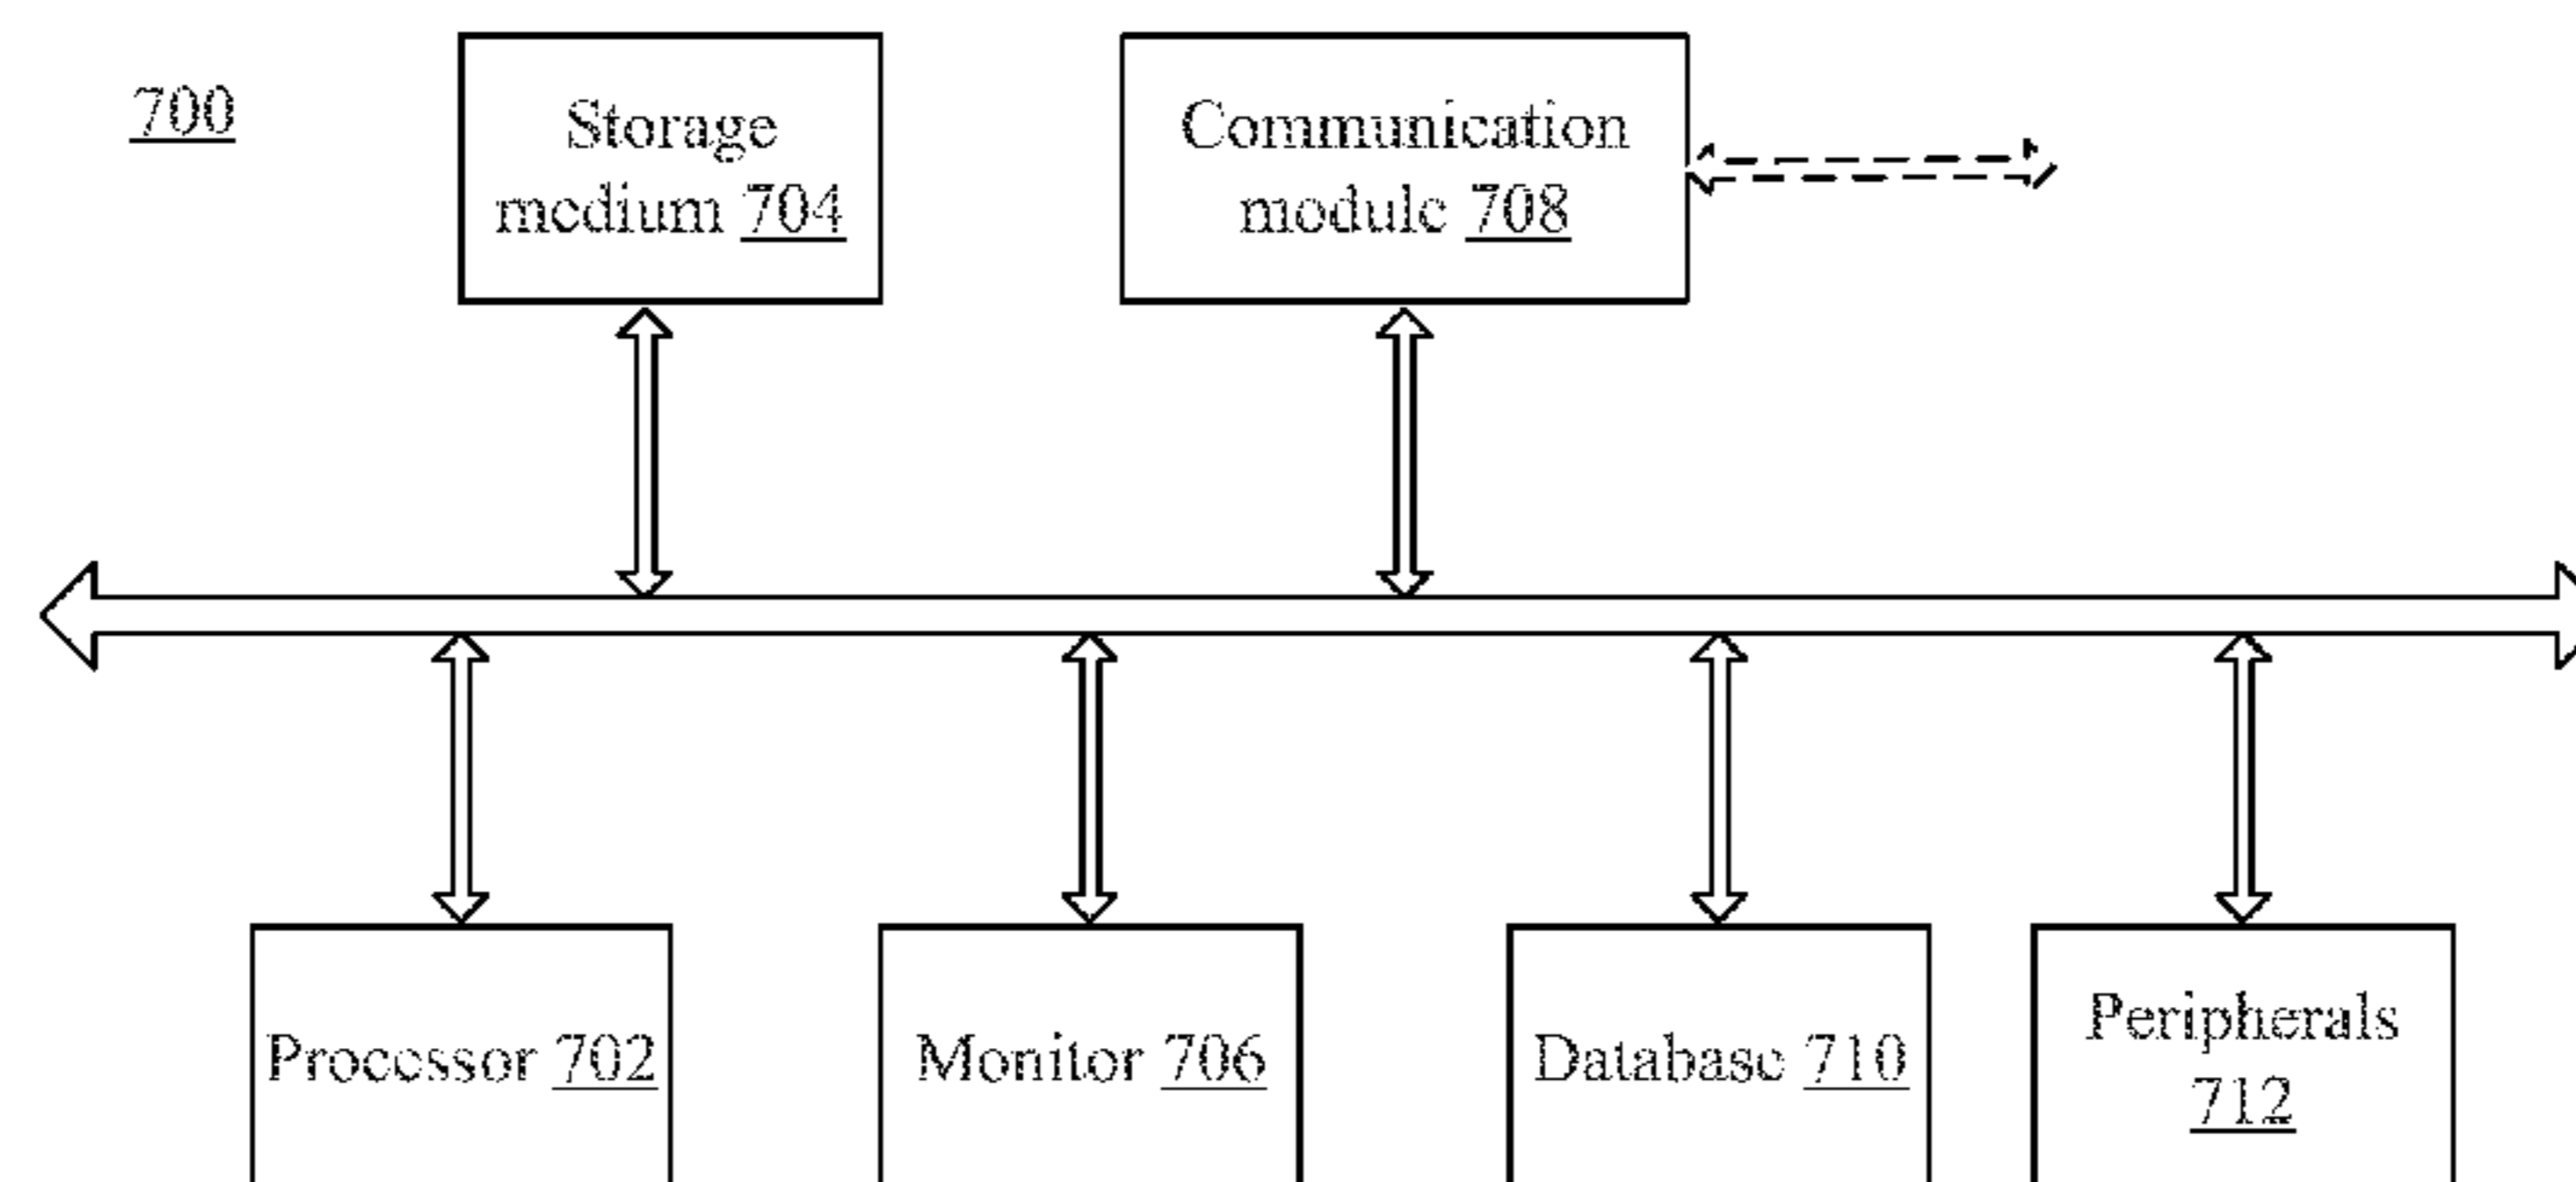 700
Storage
medium 704
Communication
module 708
Processor 702
Monitor 706
Database 710
Peripherals
712